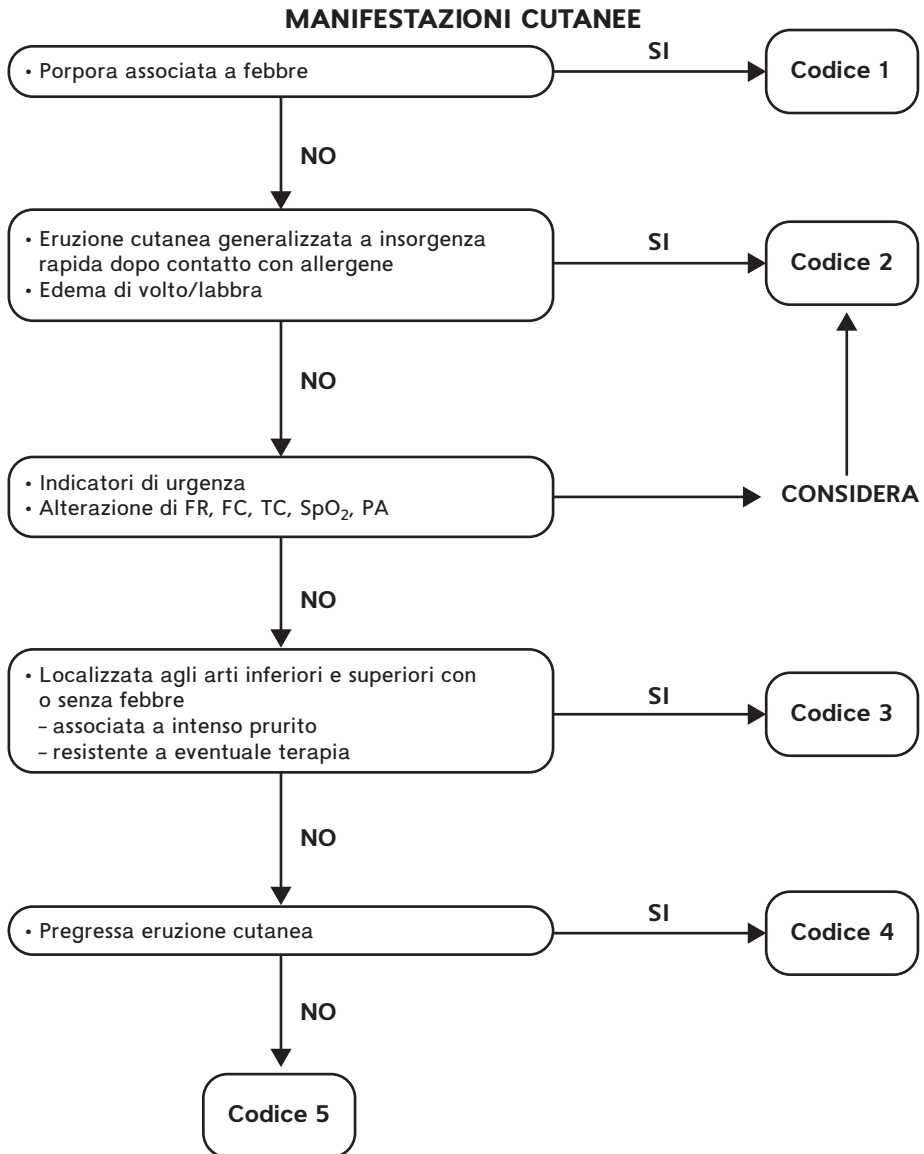 MANIFESTAZIONI CUTANEE
• Porpora associata a febbre
SI
Codice 1
NO
• Eruzione cutanea generalizzata a insorgenza
rapida dopo contatto con allergene
• Edema di volto/labbra
SI
Codice 2
NO
• Indicatori di urgenza
• Alterazione di FR, FC, TC, SpO₂, PA
CONSIDERA
NO
• Localizzata agli arti inferiori e superiori con
o senza febbre
– associata a intenso prurito
– resistente a eventuale terapia
SI
Codice 3
NO
• Pregressa eruzione cutanea
SI
Codice 4
NO
Codice 5